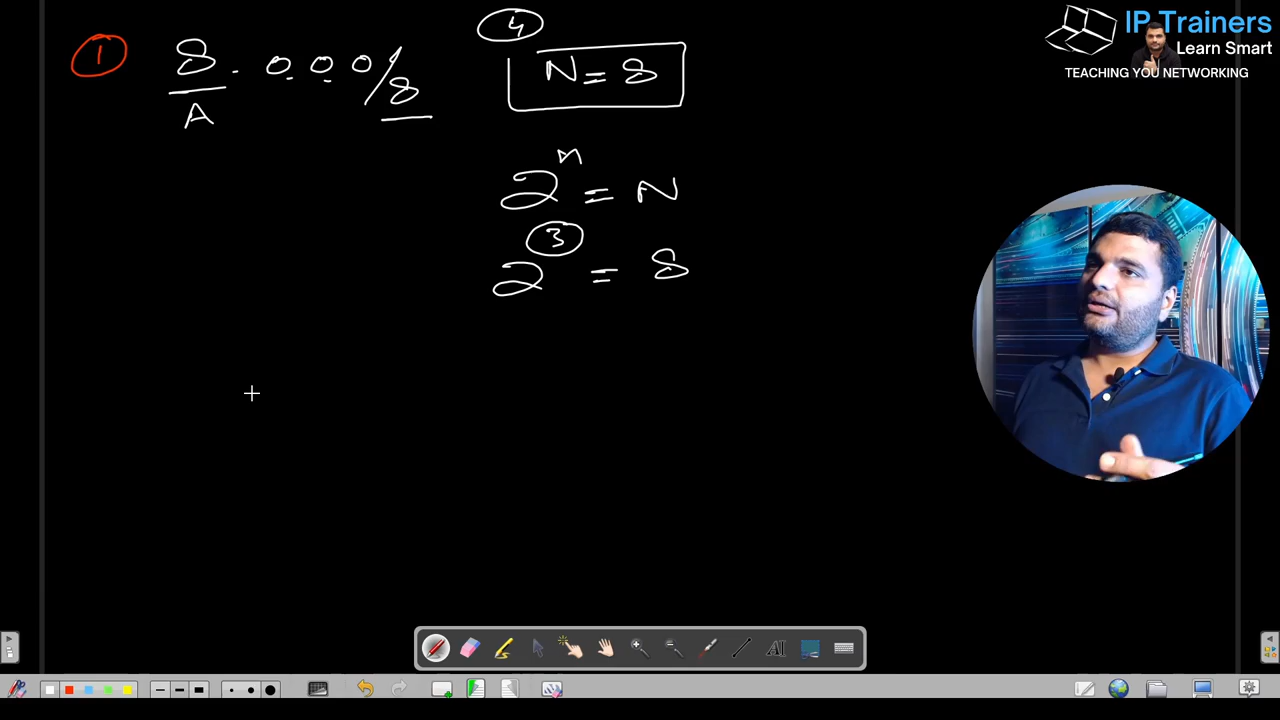 IP Trainers
Learn Smart
TEACHING YOU NETWORKING
1 8.0.0.0/8
A
4
N=8
2^n = N
2^3 = 8
AI